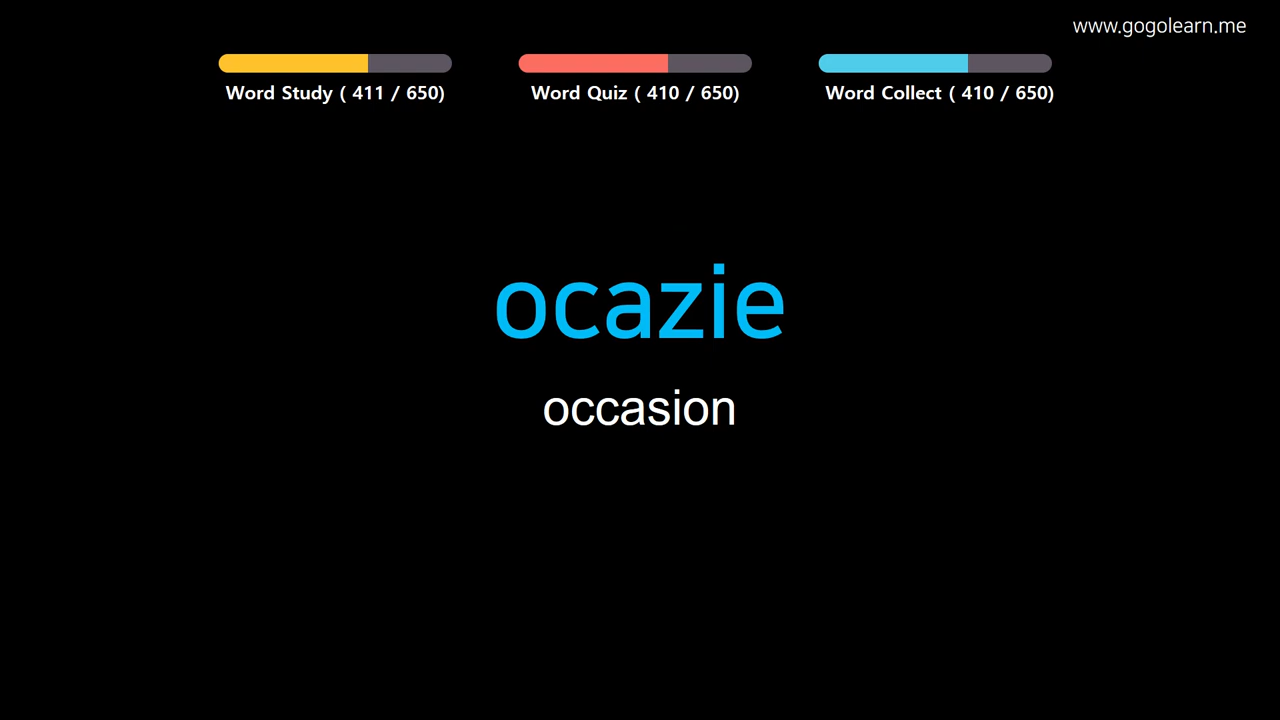 www.gogolearn.me
Word Study ( 411 / 650)
Word Quiz ( 410 / 650)
Word Collect ( 410 / 650)
ocazie
occasion